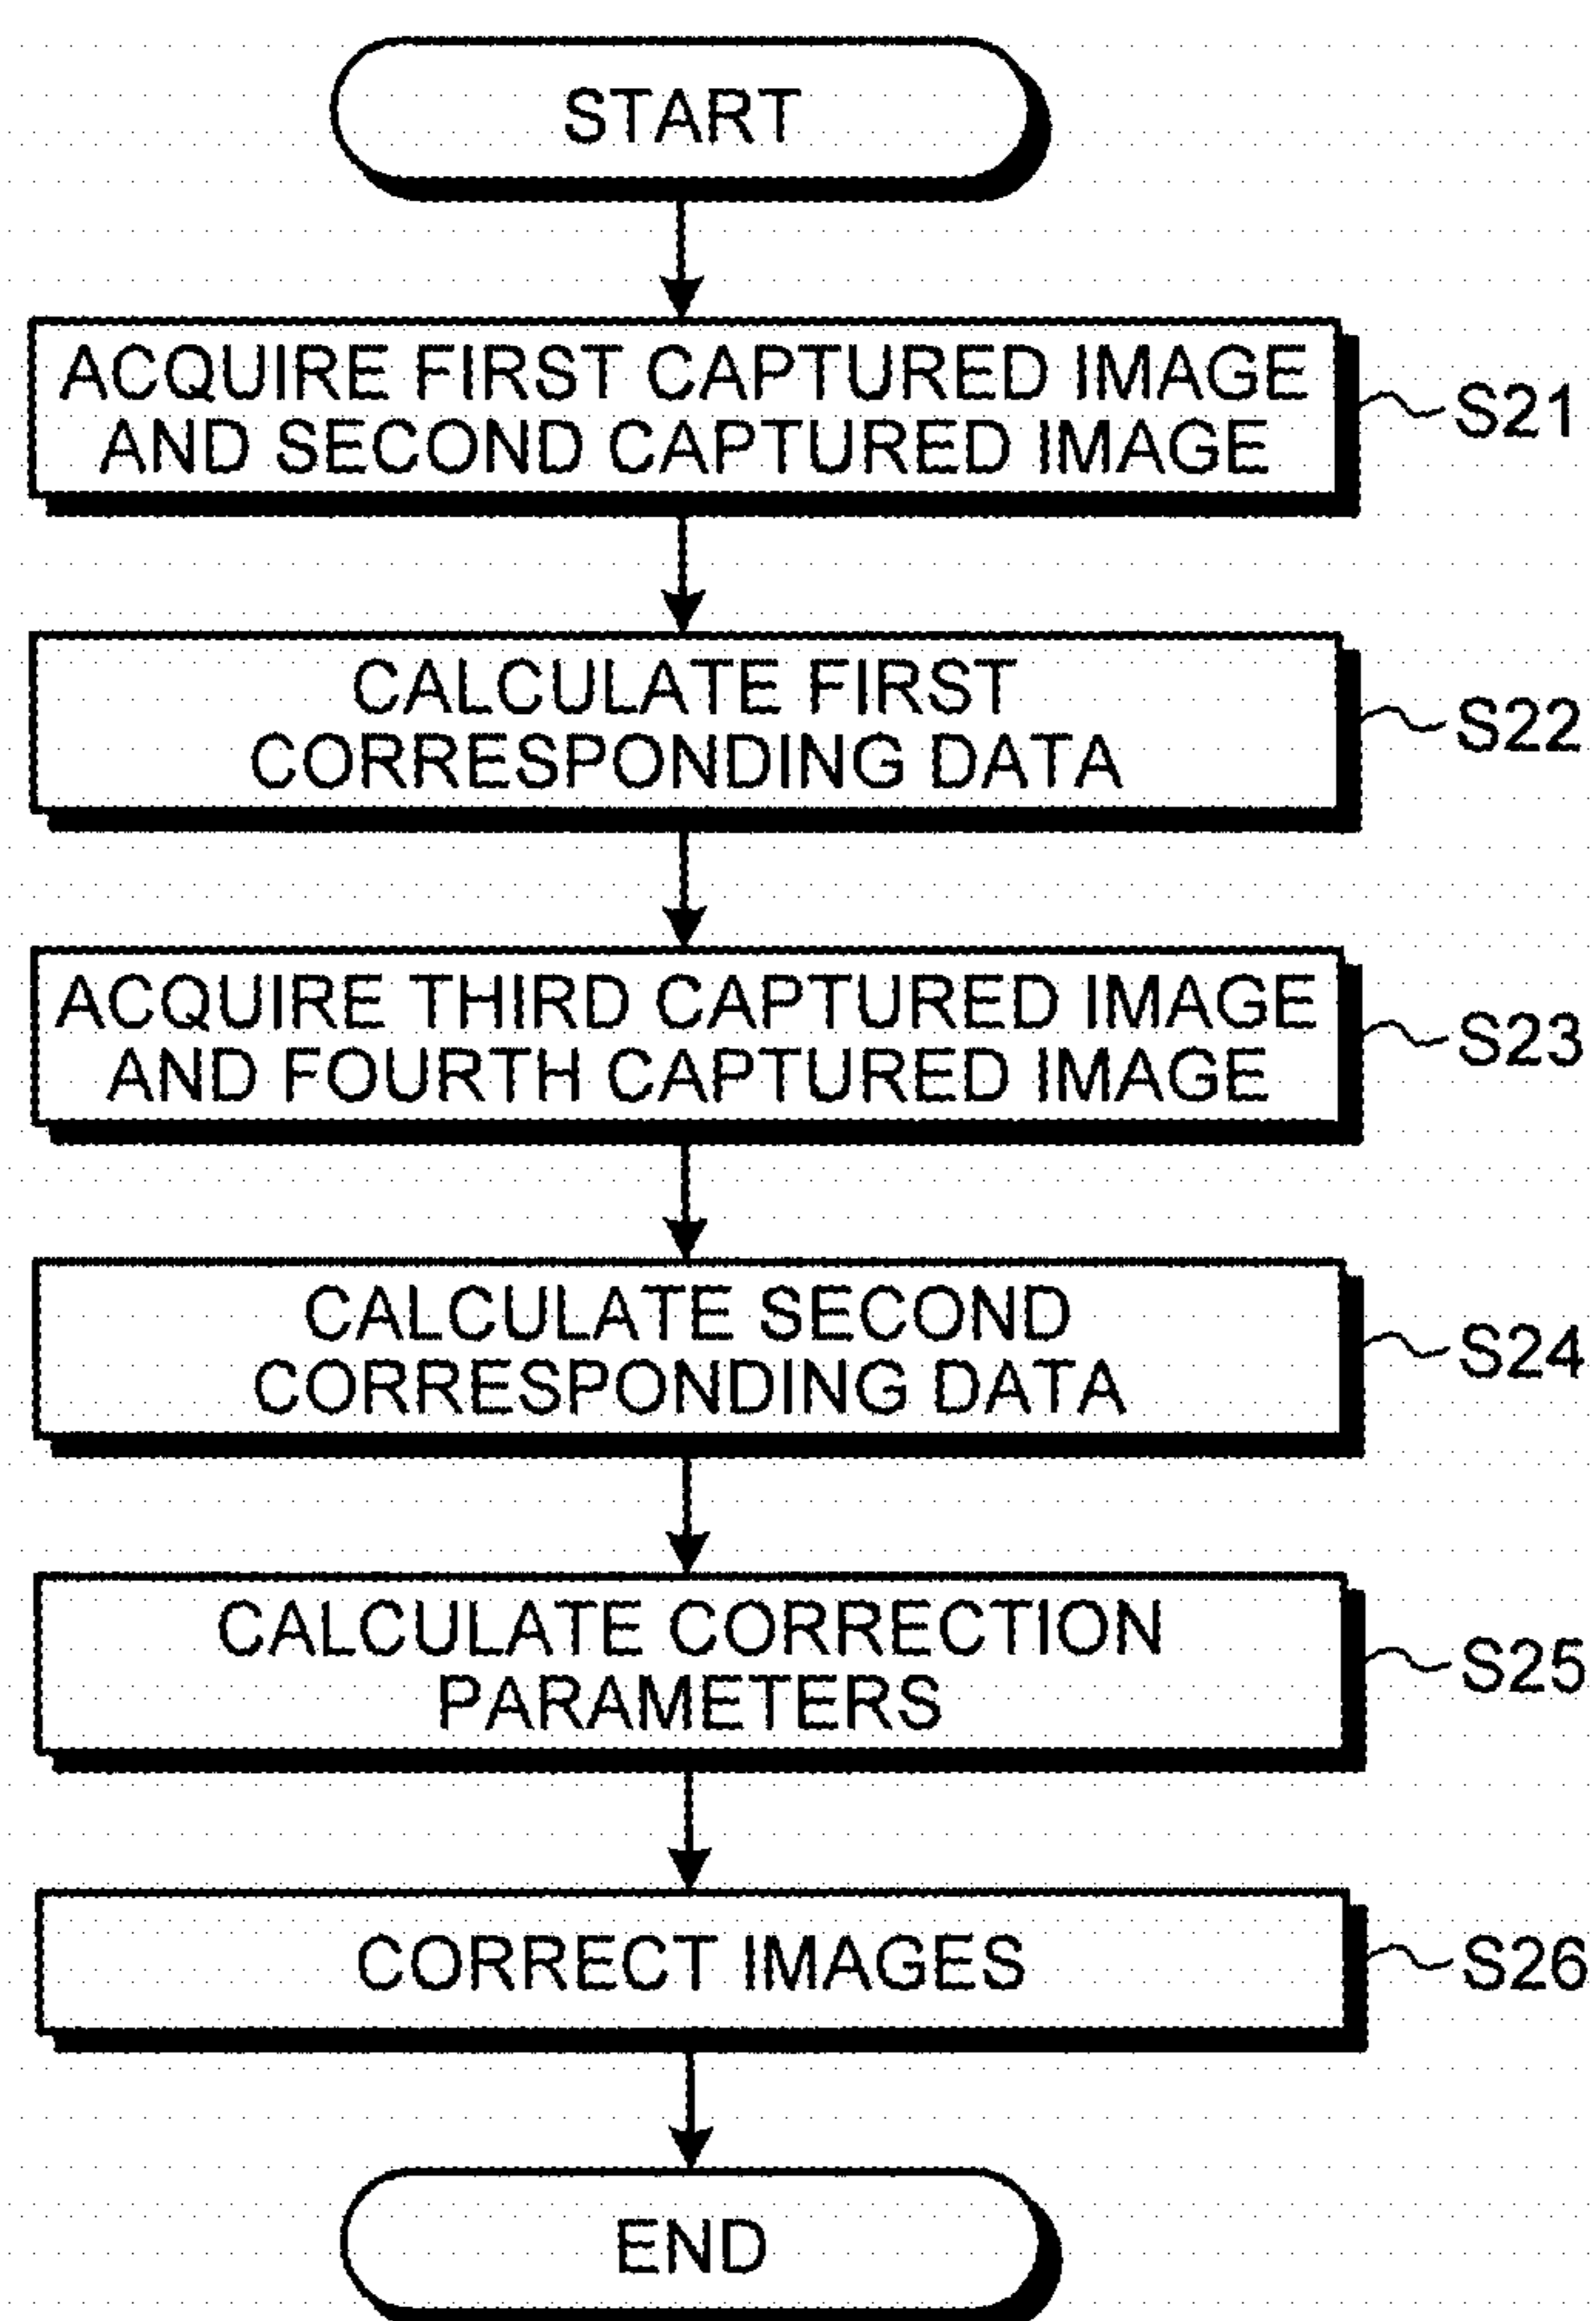 START
ACQUIRE FIRST CAPTURED IMAGE
AND SECOND CAPTURED IMAGE
S21
CALCULATE FIRST
CORRESPONDING DATA
S22
ACQUIRE THIRD CAPTURED IMAGE
AND FOURTH CAPTURED IMAGE
S23
CALCULATE SECOND
CORRESPONDING DATA
S24
CALCULATE CORRECTION
PARAMETERS
S25
CORRECT IMAGES
S26
END